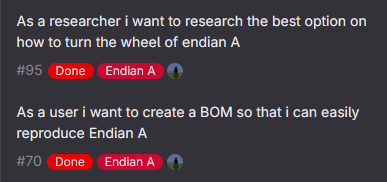 As a researcher i want to research the best option on
how to turn the wheel of endian A
#95 Done Endian A
As a user i want to create a BOM so that i can easily
reproduce Endian A
#70 Done Endian A